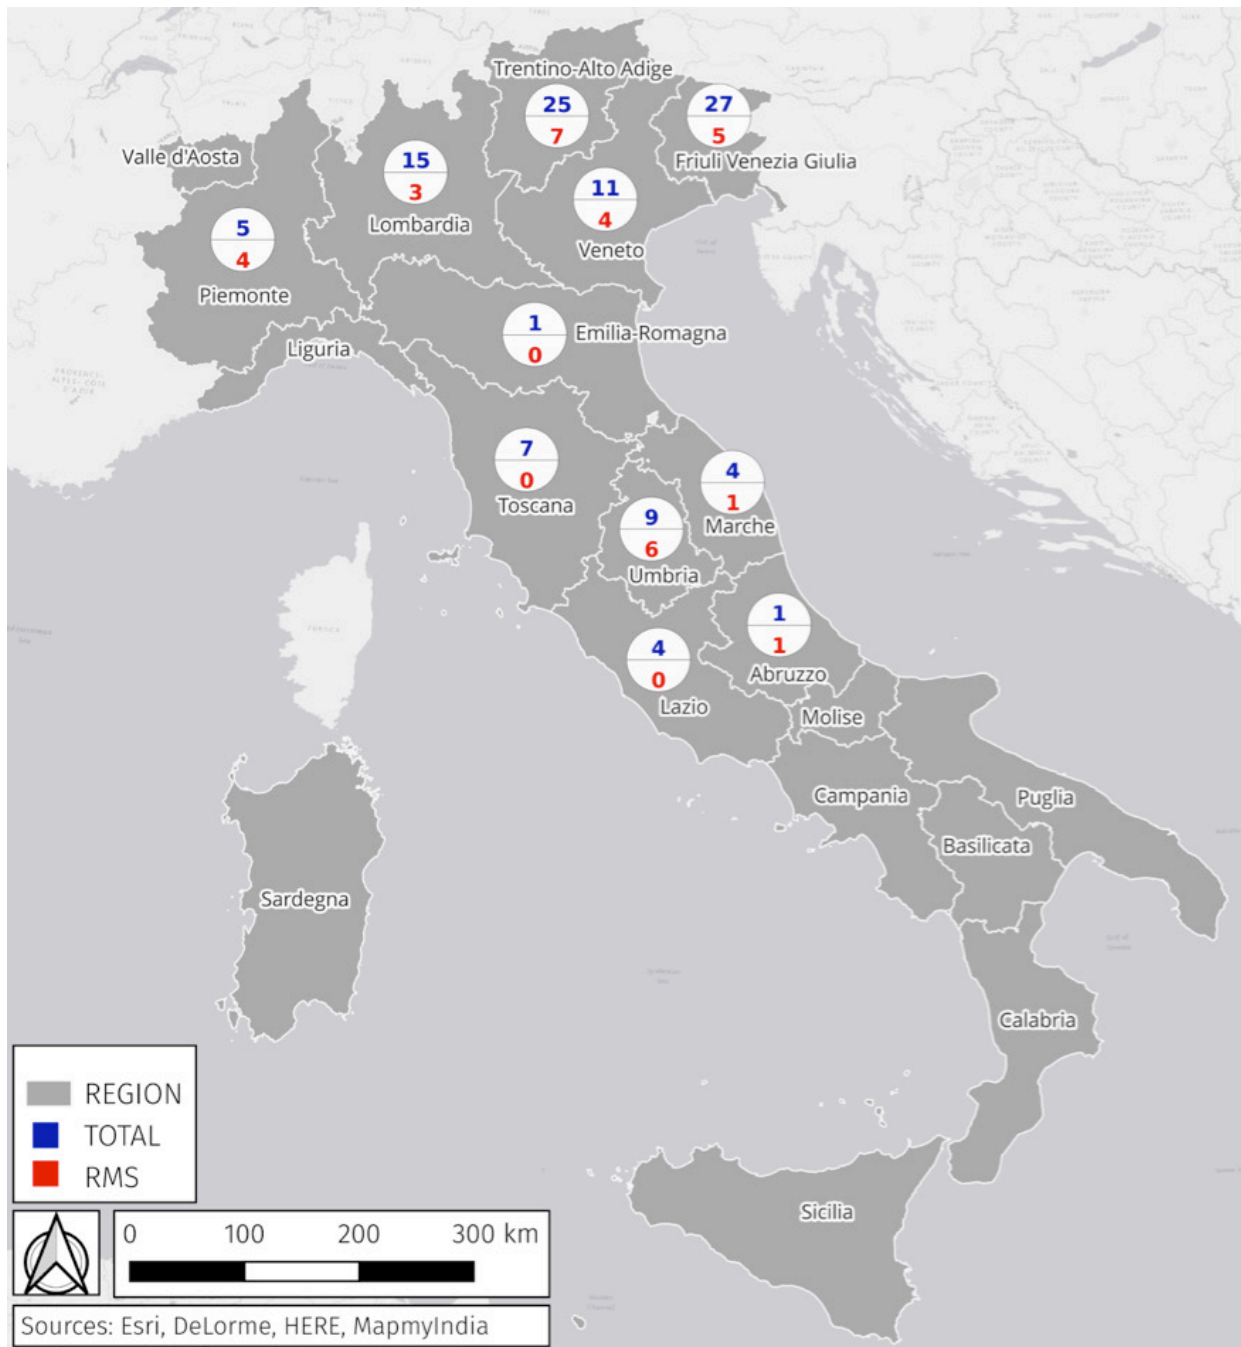 Trentino-Alto Adige
25
7
27
5
Friuli Venezia Giulia
Valle d'Aosta
15
3
Lombardia
11
4
Veneto
5
4
Piemonte
1
0
Emilia-Romagna
Liguria
7
0
Toscana
4
1
Marche
9
6
Umbria
1
1
Abruzzo
4
0
Lazio
Molise
Campania
Puglia
Basilicata
Sardegna
Calabria
Sicilia
REGION
TOTAL
RMS
0 100 200 300 km
Sources: Esri, DeLorme, HERE, MapmyIndia